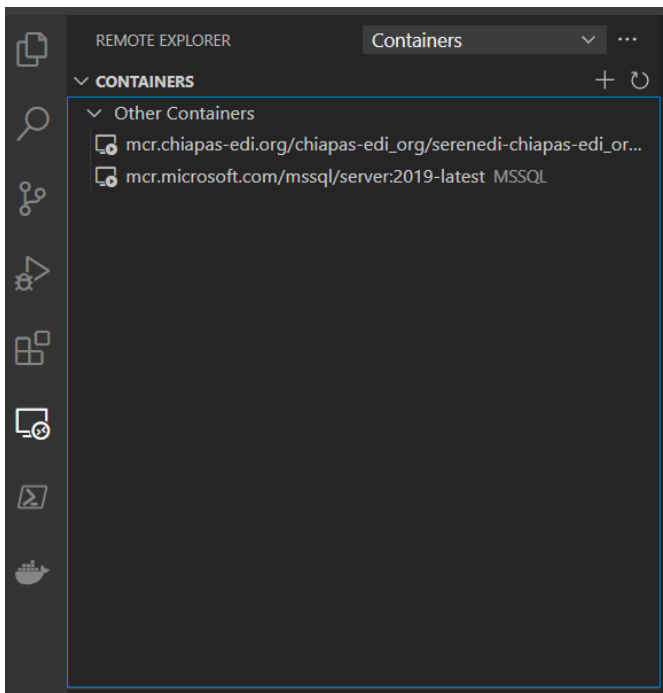 REMOTE EXPLORER Containers
CONTAINERS
Other Containers
mcr.chiapas-edi.org/chiapas-edi_org/serenedi-chiapas-edi_or...
mcr.microsoft.com/mssql/server:2019-latest MSSQL